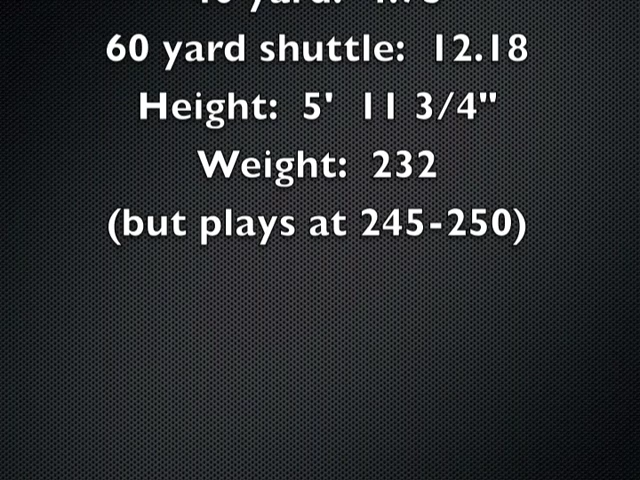 60 yard shuttle: 12.18
Height: 5' 11 3/4"
Weight: 232
(but plays at 245-250)